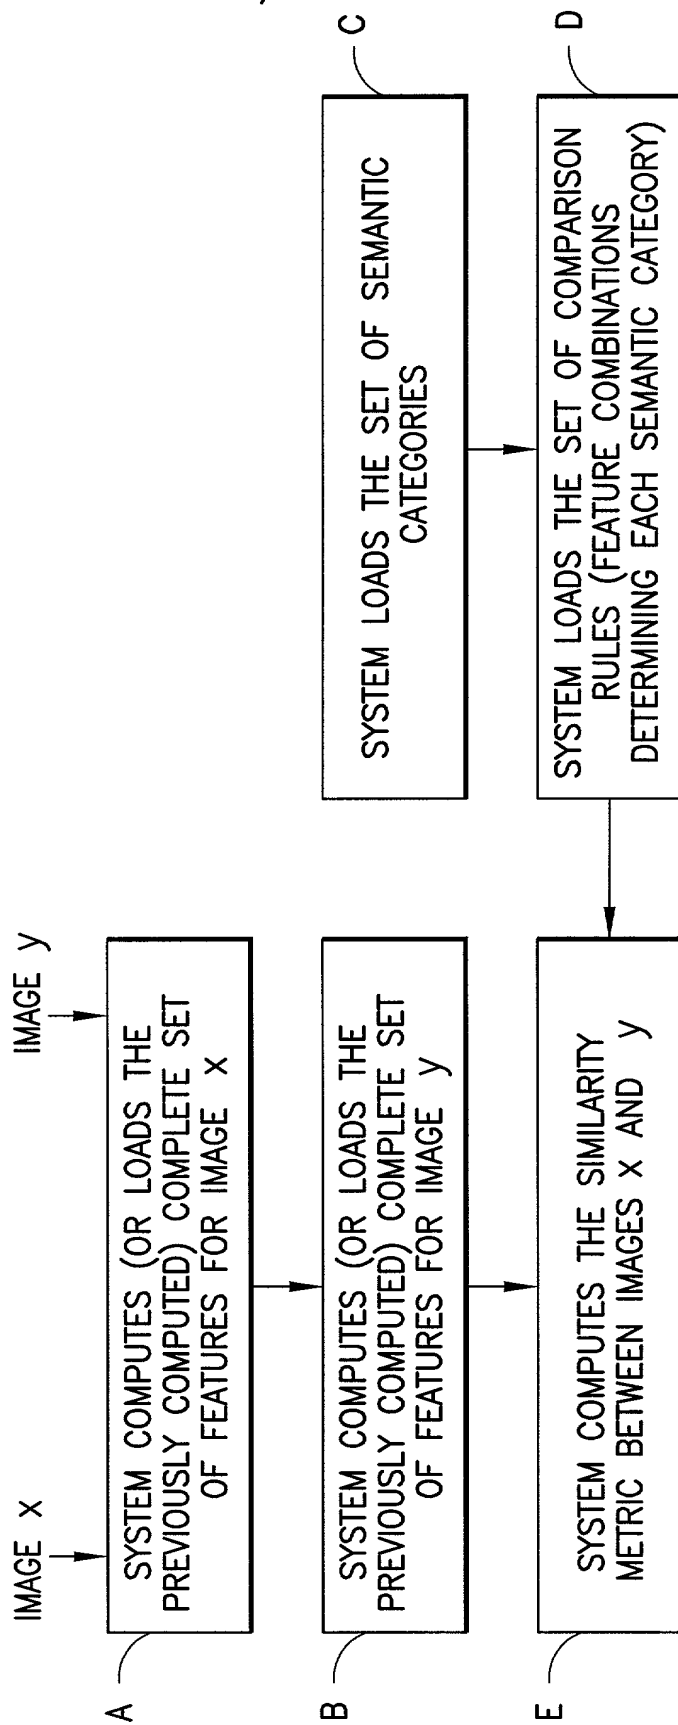 IMAGE x
IMAGE y
A
SYSTEM COMPUTES (OR LOADS THE
PREVIOUSLY COMPUTED) COMPLETE SET
OF FEATURES FOR IMAGE x
B
SYSTEM COMPUTES (OR LOADS THE
PREVIOUSLY COMPUTED) COMPLETE SET
OF FEATURES FOR IMAGE y
C
SYSTEM LOADS THE SET OF SEMANTIC
CATEGORIES
E
SYSTEM COMPUTES THE SIMILARITY
METRIC BETWEEN IMAGES x AND y
D
SYSTEM LOADS THE SET OF COMPARISON
RULES (FEATURE COMBINATIONS
DETERMINING EACH SEMANTIC CATEGORY)